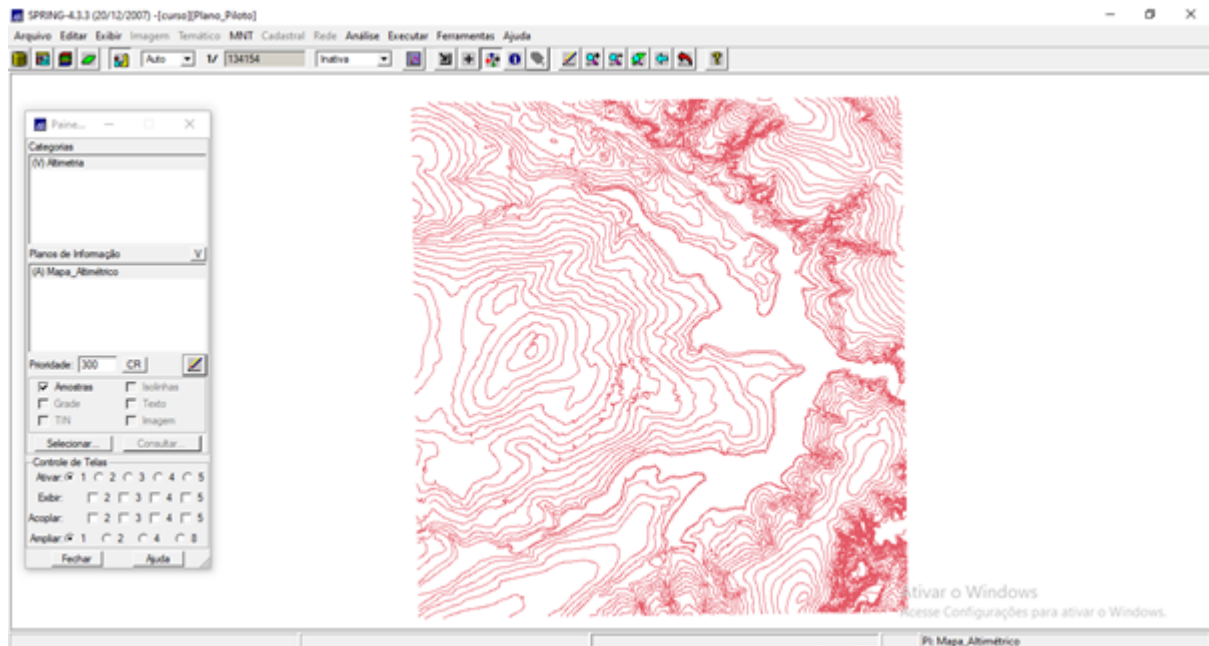 SPRING-4.3.3 (20/12/2007) -[curso][Plano_Piloto]
Arquivo Editar Exibir Imagem Temático MNT Cadastral Rede Análise Executar Ferramentas Ajuda
Auto 1/ 134154 Inativa
Paine...
Categorias
(V) Altimetria
Planos de Informação V
(A) Mapa_Altimétrico
Prioridade: 300 CR
Amostras Isolinhas
Grade Texto
TIN Imagem
Selecionar... Consultar...
Controle de Telas
Ativar: 1 2 3 4 5
Exibir: 2 3 4 5
Acoplar: 2 3 4 5
Ampliar: 1 2 4 8
Fechar Ajuda
Ativar o Windows
Acesse Configurações para ativar o Windows.
PI: Mapa_Altimétrico